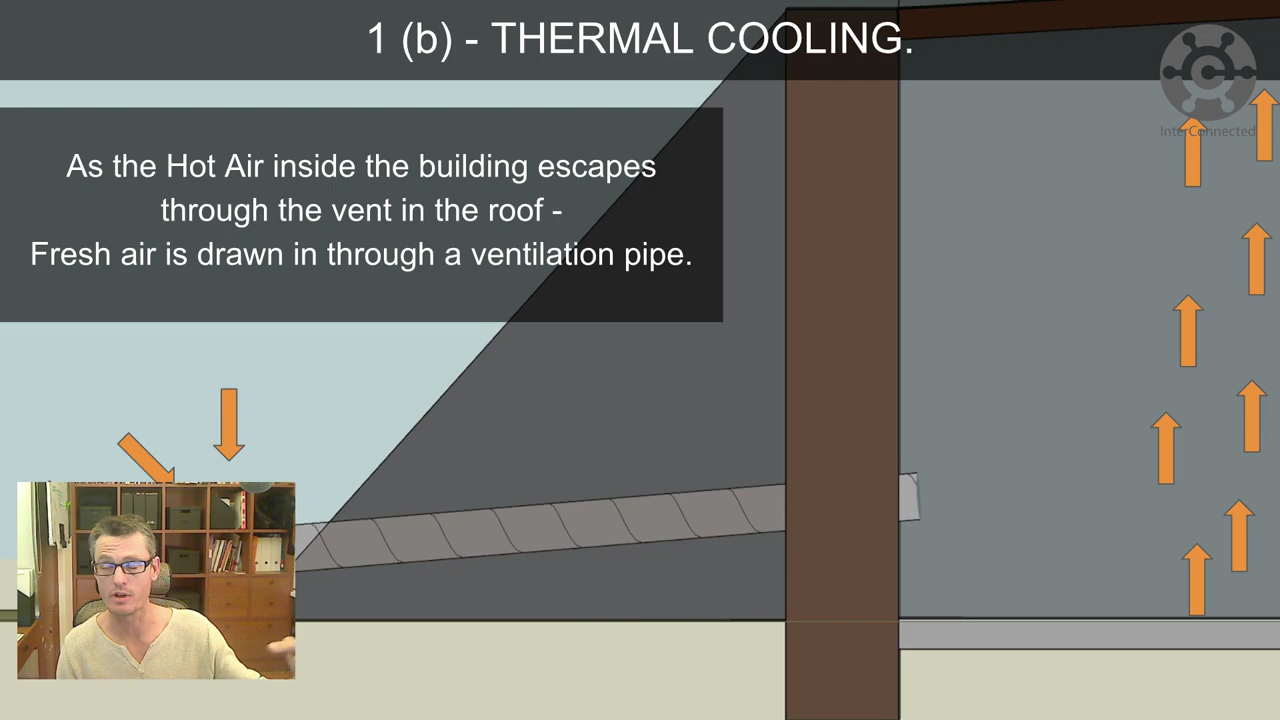 1 (b) - THERMAL COOLING.
InterConnected
As the Hot Air inside the building escapes
through the vent in the roof -
Fresh air is drawn in through a ventilation pipe.